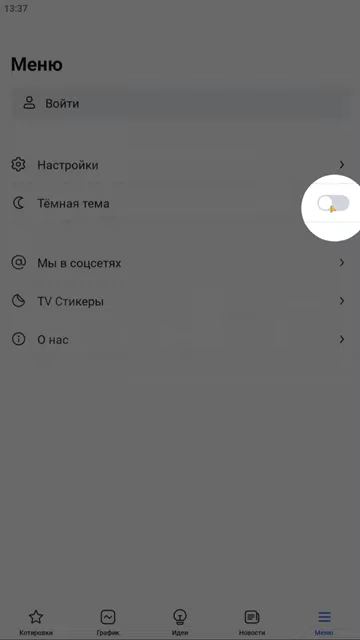 13:37
Меню
Войти
Настройки
Тёмная тема
Мы в соцсетях
TV Стикеры
О нас
Котировки
График
Идеи
Новости
Меню